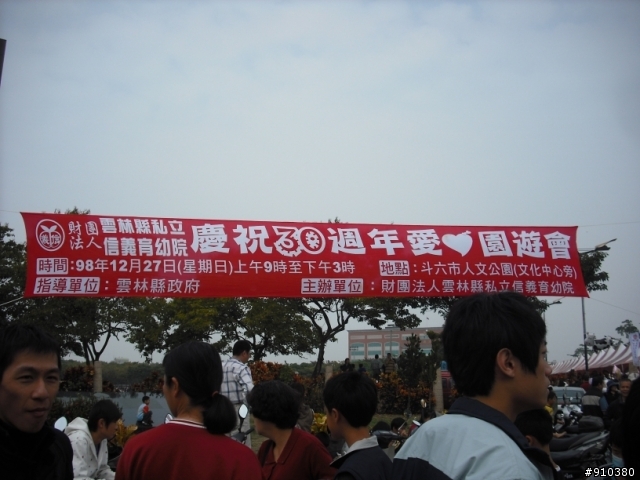 財團法人 雲林縣私立信義育幼院 慶祝30週年愛園遊會
時間:98年12月27日(星期日)上午9時至下午3時 地點:斗六市人文公園(文化中心旁)
指導單位:雲林縣政府 主辦單位:財團法人雲林縣私立信義育幼院
#910380